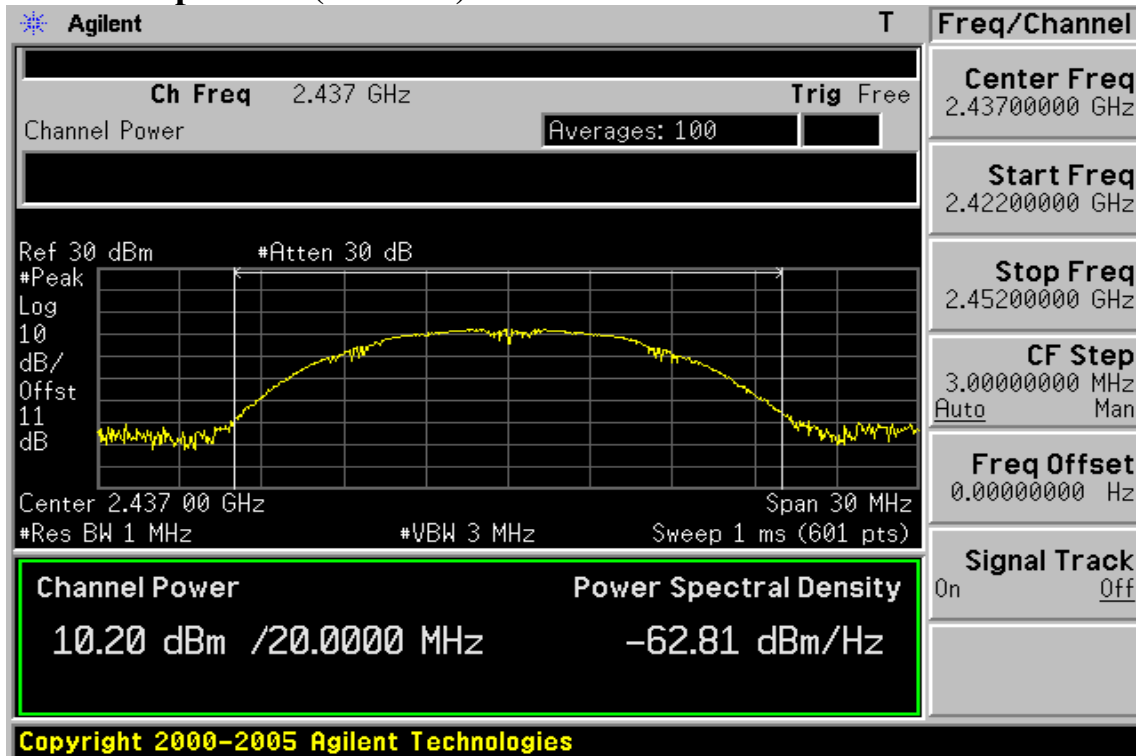 Agilent T
Freq/Channel
Ch Freq 2.437 GHz Trig Free
Channel Power Averages: 100
Center Freq
2.43700000 GHz
Start Freq
2.42200000 GHz
Stop Freq
2.45200000 GHz
CF Step
3.00000000 MHz
Auto Man
Freq Offset
0.00000000 Hz
Signal Track
On Off
Ref 30 dBm #Atten 30 dB
#Peak
Log
10
dB/
Offst
11
dB
Center 2.437 00 GHz Span 30 MHz
#Res BW 1 MHz #VBW 3 MHz Sweep 1 ms (601 pts)
Channel Power Power Spectral Density
10.20 dBm /20.0000 MHz -62.81 dBm/Hz
Copyright 2000-2005 Agilent Technologies